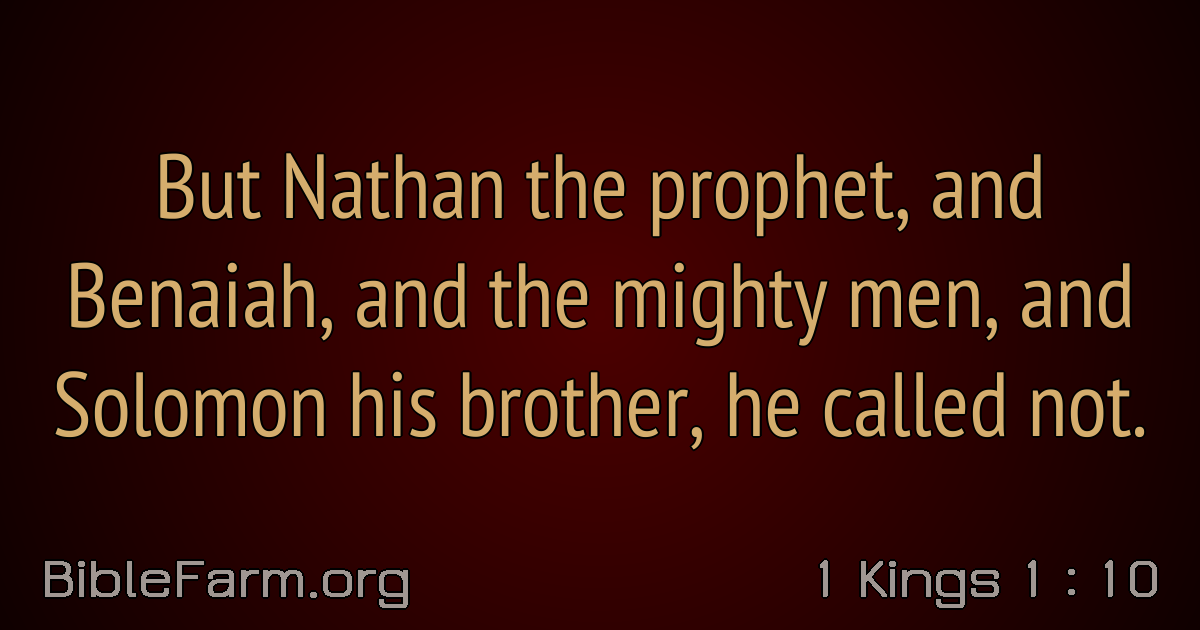 But Nathan the prophet, and
Benaiah, and the mighty men, and
Solomon his brother, he called not.
BibleFarm.org
1 Kings 1 : 10